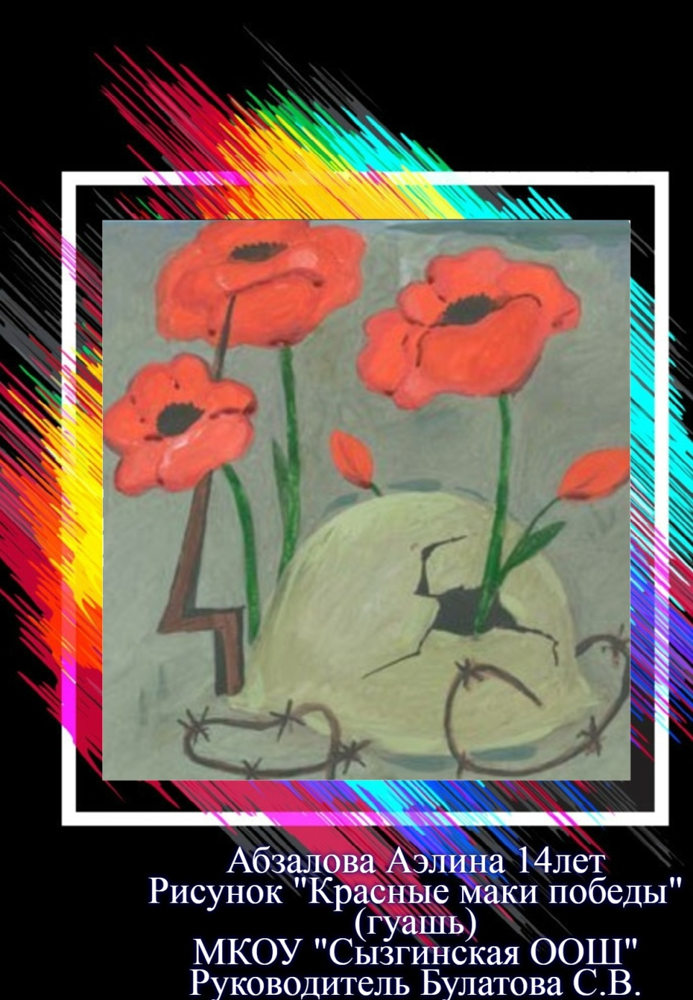 Абзалова Аэлина 14лет
Рисунок "Красные маки победы"
(гуашь)
МКОУ "Сызгинская ООШ"
Руководитель Булатова С.В.